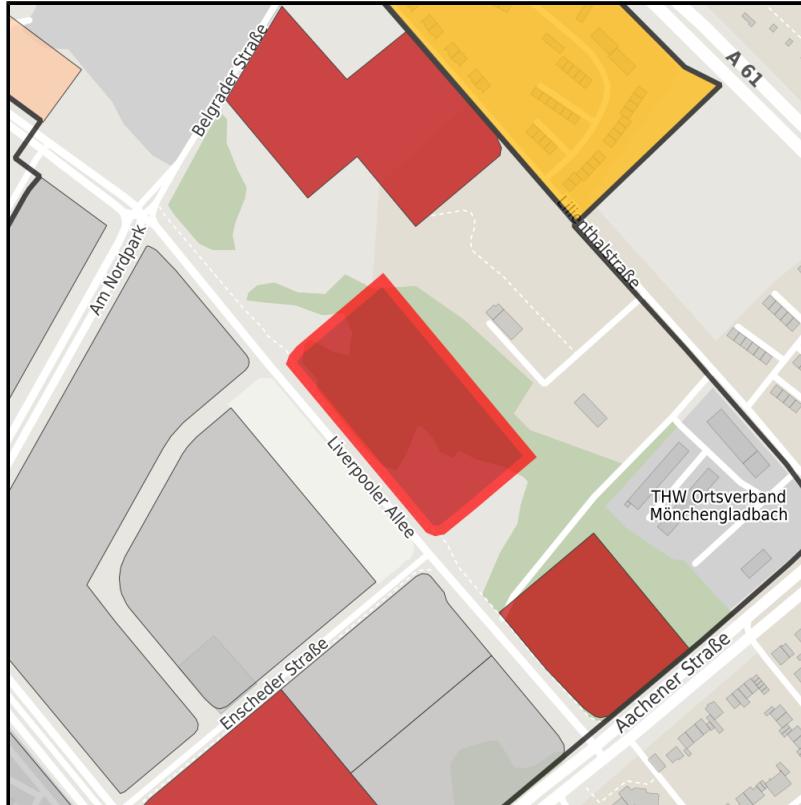 Belgrader Straße
A 61
Lilienthalstraße
Am Nordpark
Liverpooler Allee
THW Ortsverband
Mönchengladbach
Enscheder Straße
Aachener Straße